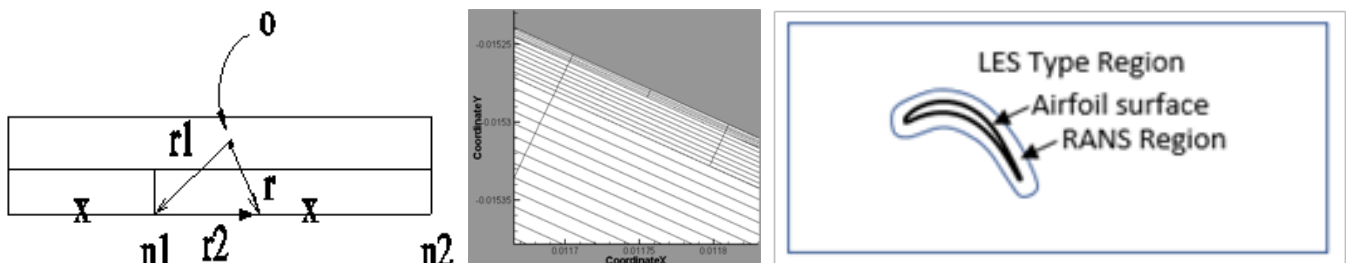 0
r1
r
x
x
n1
r2
n2
-0.01525
-0.0153
-0.01535
CoordinateY
0.0117
0.01175
0.0118
CoordinateX
LES Type Region
Airfoil surface
RANS Region